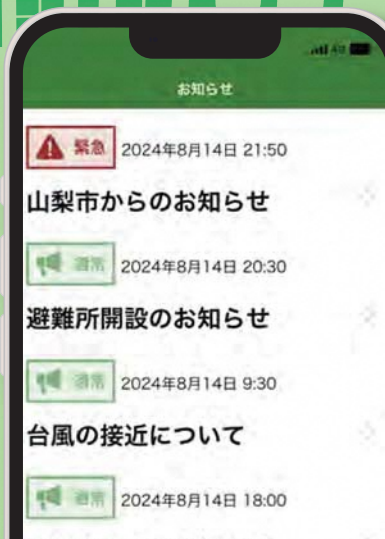 4G
お知らせ
緊急 2024年8月14日 21:50
山梨市からのお知らせ
通常 2024年8月14日 20:30
避難所開設のお知らせ
通常 2024年8月14日 9:30
台風の接近について
通常 2024年8月14日 18:00